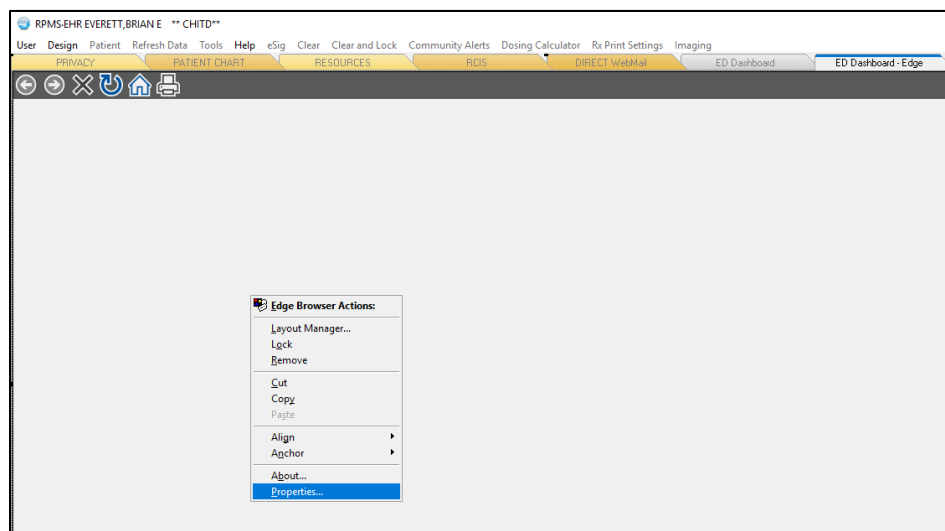 RPMS-EHR EVERETT,BRIAN E ** CHITD**
User Design Patient Refresh Data Tools Help eSig Clear Clear and Lock Community Alerts Dosing Calculator Rx Print Settings Imaging
PRIVACY PATIENT CHART RESOURCES RCIS DIRECT WebMail ED Dashboard ED Dashboard - Edge
Edge Browser Actions:
Layout Manager...
Lock
Remove
Cut
Copy
Paste
Align
Anchor
About...
Properties...